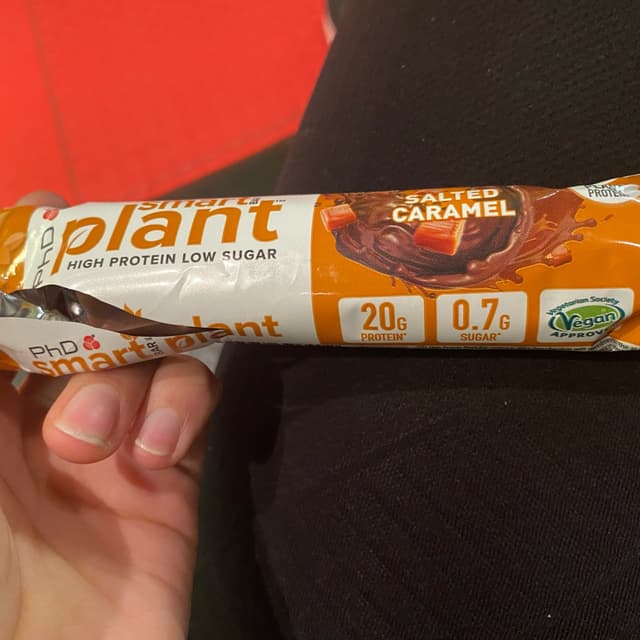 PHD
smart
plant
HIGH PROTEIN LOW SUGAR
SALTED
CARAMEL
20G
PROTEIN*
0.7G
SUGAR*
Vegetarian Society
Vegan
APPROVED
PHD
smart plant